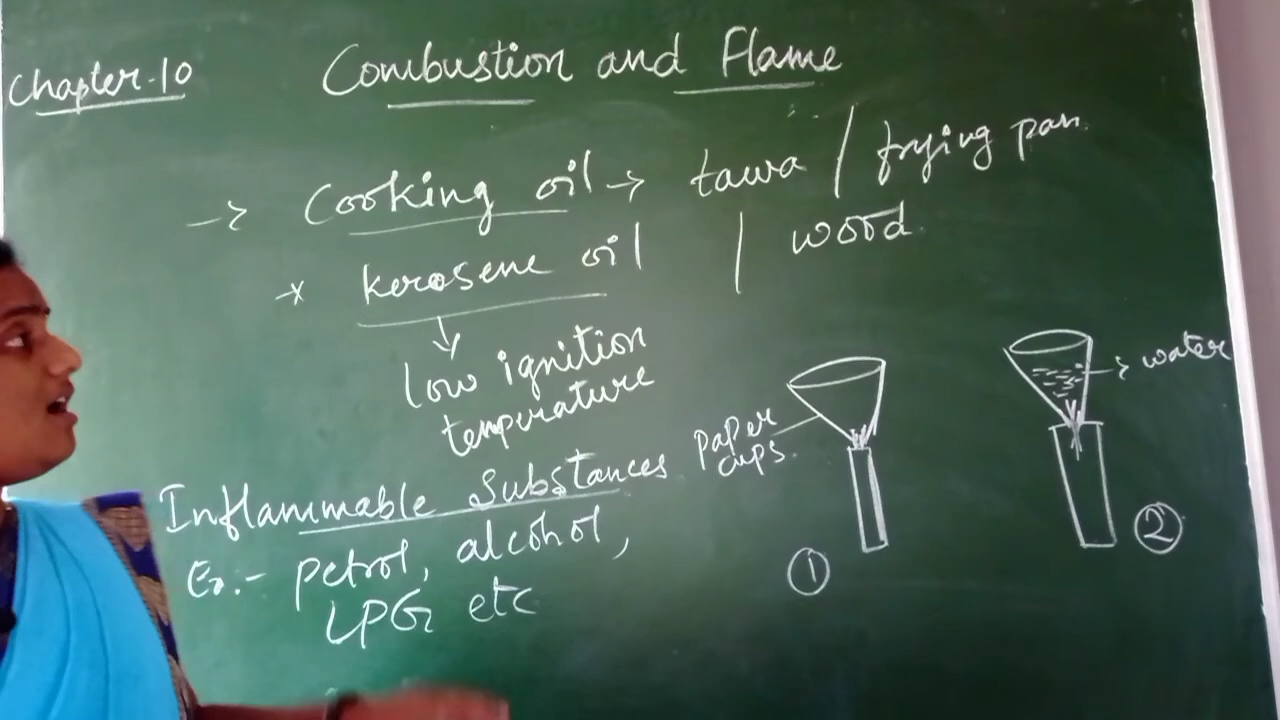 Chapter-10
Combustion and Flame
-> Cooking oil -> tawa / frying pan
* kerosene oil / wood
low ignition
temperature
Inflammable Substances
Ex:- petrol, alcohol,
LPG etc
paper
cups.
1
-> water
2